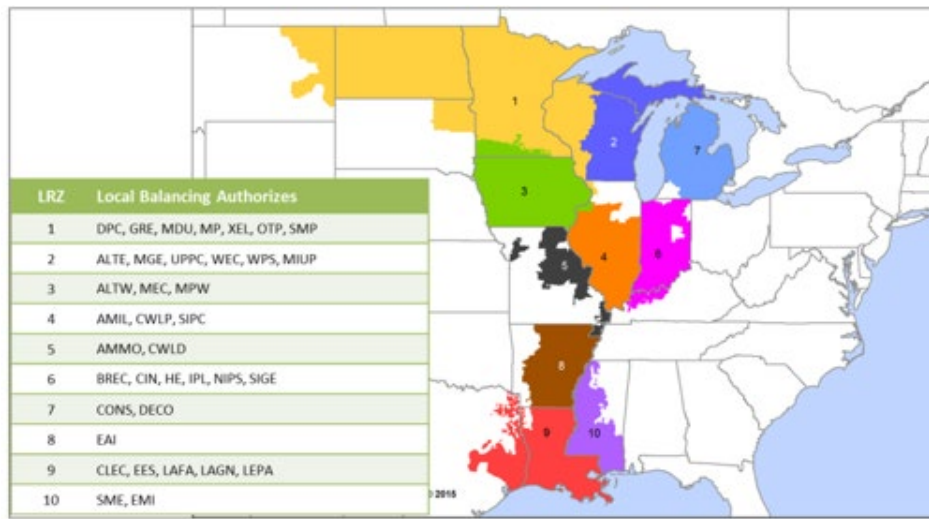 LRZ Local Balancing Authorizes
1 DPC, GRE, MDU, MP, XEL, OTP, SMP
2 ALTE, MGE, UPPC, WEC, WPS, MIUP
3 ALTW, MEC, MPW
4 AMIL, CWLP, SIPC
5 AMMO, CWLD
6 BREC, CIN, HE, IPL, NIPS, SIGE
7 CONS, DECO
8 EAI
9 CLEC, EES, LAFA, LAGN, LEPA
10 SME, EMI
1
2
7
3
4
6
5
8
9
10
2015